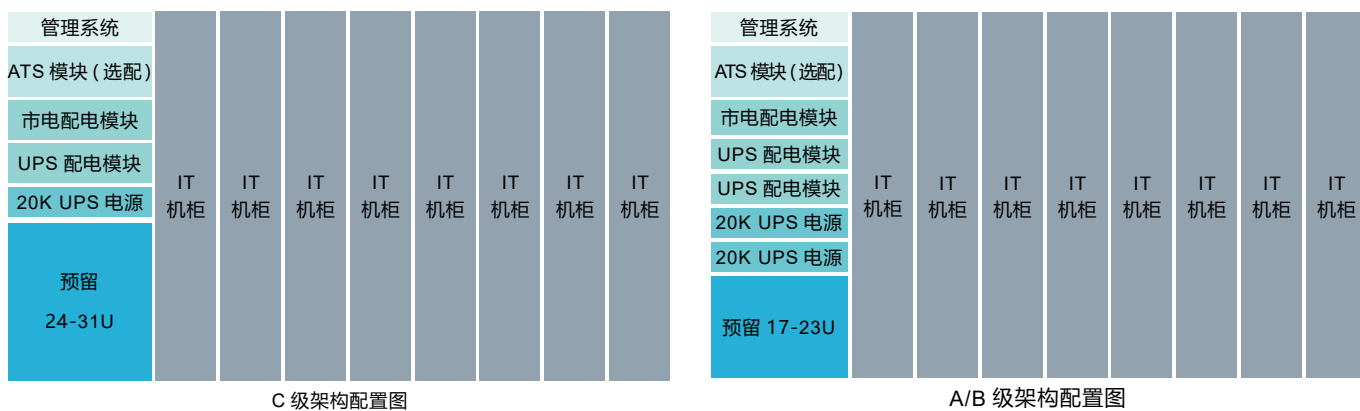 管理系统
ATS 模块 ( 选配 )
市电配电模块
UPS 配电模块
20K UPS 电源
预留
24-31U
IT
机柜
IT
机柜
IT
机柜
IT
机柜
IT
机柜
IT
机柜
IT
机柜
IT
机柜
C 级架构配置图
管理系统
ATS 模块 ( 选配 )
市电配电模块
UPS 配电模块
UPS 配电模块
20K UPS 电源
20K UPS 电源
预留 17-23U
IT
机柜
IT
机柜
IT
机柜
IT
机柜
IT
机柜
IT
机柜
IT
机柜
IT
机柜
A/B 级架构配置图